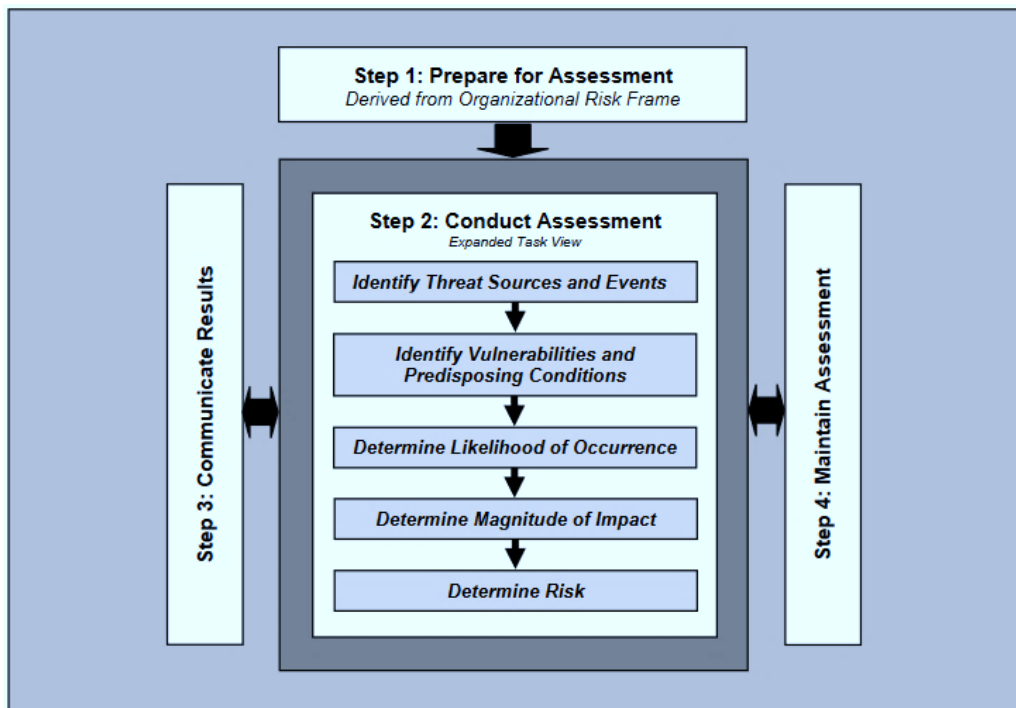 Step 1: Prepare for Assessment
Derived from Organizational Risk Frame
Step 2: Conduct Assessment
Expanded Task View
Identify Threat Sources and Events
Identify Vulnerabilities and
Predisposing Conditions
Determine Likelihood of Occurrence
Determine Magnitude of Impact
Determine Risk
Step 3: Communicate Results
Step 4: Maintain Assessment